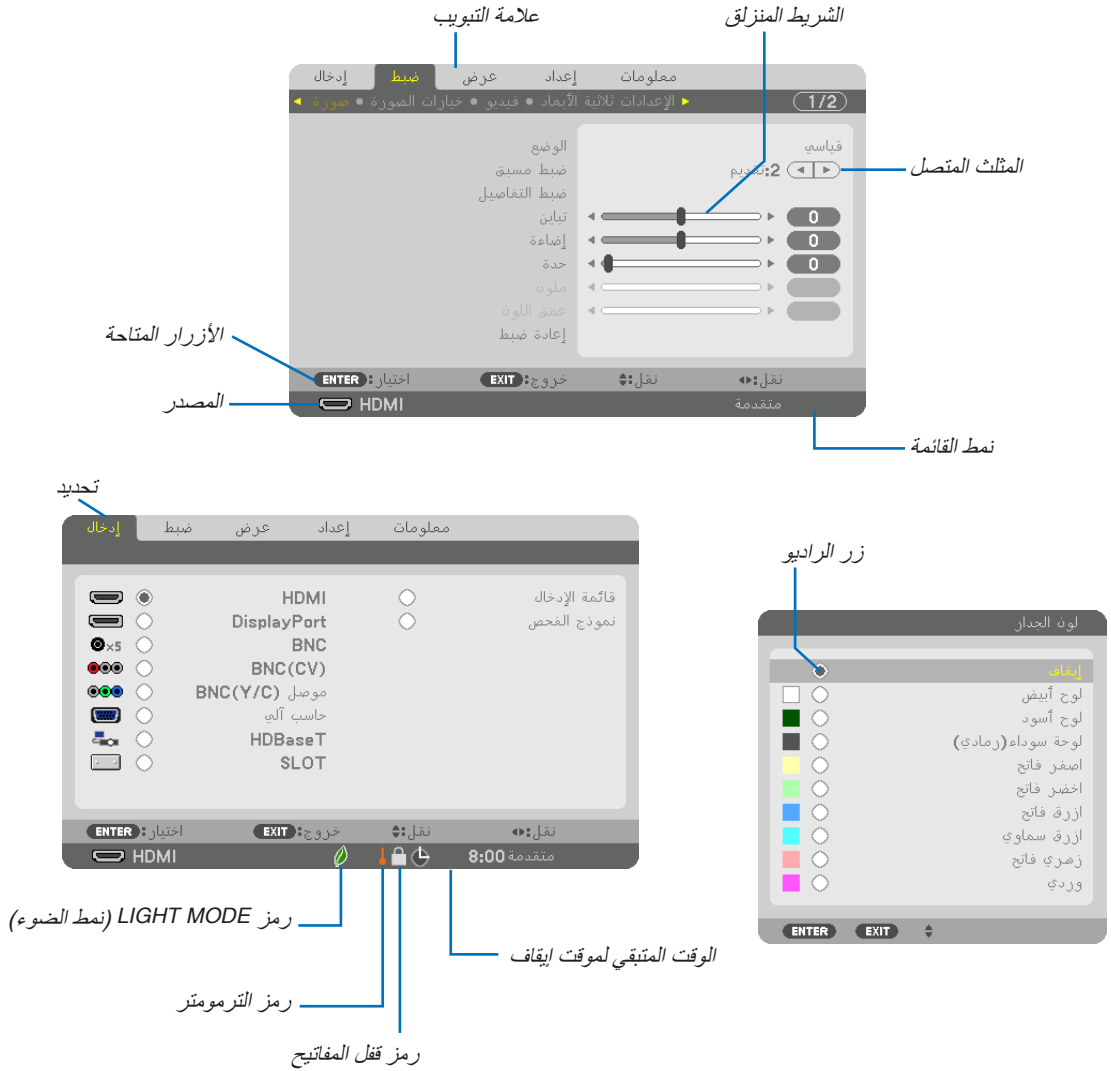 علامة التبويب
الشريط المنزلق
إدخال ضبط عرض إعداد معلومات
◄ صورة ● خيارات الصورة ● فيديو ● الإعدادات ثلاثية الأبعاد ► 1/2
الوضع قياسي
ضبط مسبق 2:تقديم
المثلث المتصل
ضبط التفاصيل
تباين 0
إضاءة 0
حدة 0
ملون
عمق اللون
إعادة ضبط
الأزرار المتاحة
ENTER:اختيار EXIT:خروج نقل: نقل:
المصدر
HDMI متقدمة
نمط القائمة
تحديد
إدخال ضبط عرض إعداد معلومات
HDMI قائمة الإدخال
DisplayPort نموذج الفحص
×5 BNC
BNC(CV)
موصل BNC(Y/C)
حاسب آلي
HDBaseT
SLOT
ENTER:اختيار EXIT:خروج نقل: نقل:
HDMI متقدمة 8:00
رمز LIGHT MODE (نمط الضوء)
الوقت المتبقي لموقت إيقاف
رمز الترمومتر
رمز قفل المفاتيح
زر الراديو
لون الجدار
إيقاف
لوح أبيض
لوح أسود
لوحة سوداء(رمادي)
اصفر فاتح
اخضر فاتح
ازرق فاتح
ازرق سماوي
زهري فاتح
وردي
ENTER EXIT